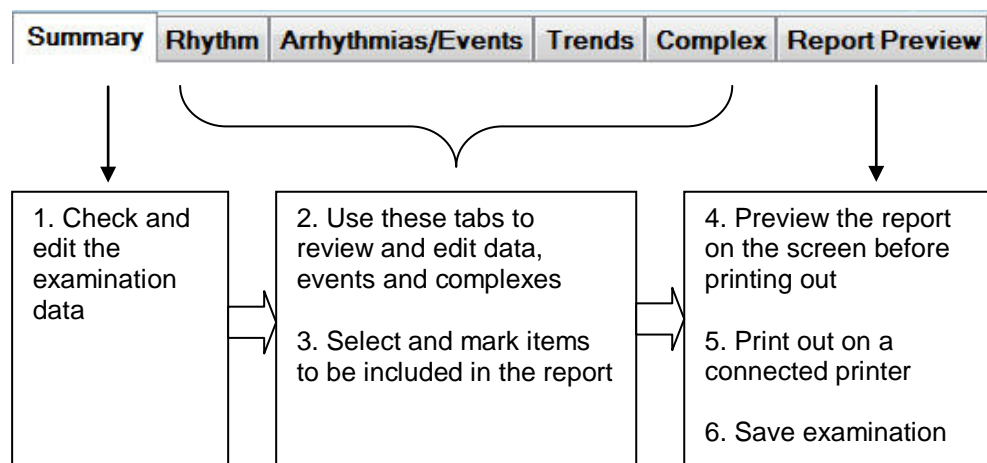 Summary Rhythm Arrhythmias/Events Trends Complex Report Preview
1. Check and
edit the
examination
data
2. Use these tabs to
review and edit data,
events and complexes
3. Select and mark items
to be included in the report
4. Preview the report
on the screen before
printing out
5. Print out on a
connected printer
6. Save examination